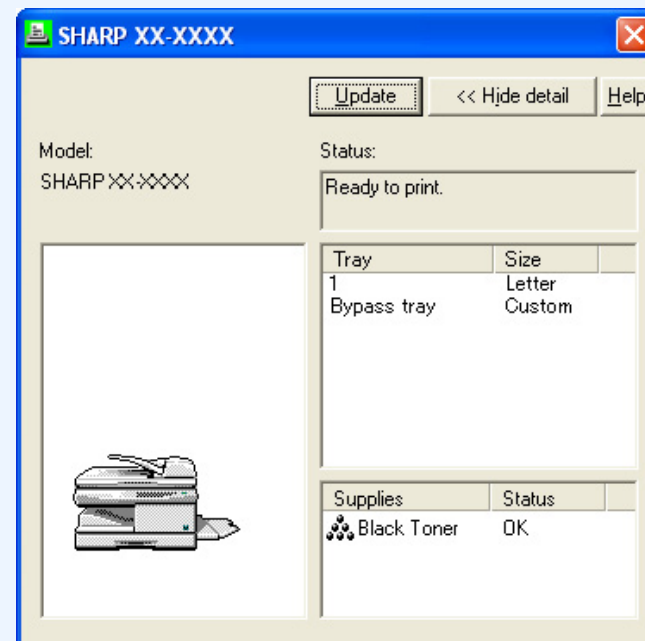 SHARP XX-XXXX
Update
<< Hide detail
Help
Model:
SHARP XX-XXXX
Status:
Ready to print.
Tray Size
1 Letter
Bypass tray Custom
Supplies Status
Black Toner OK